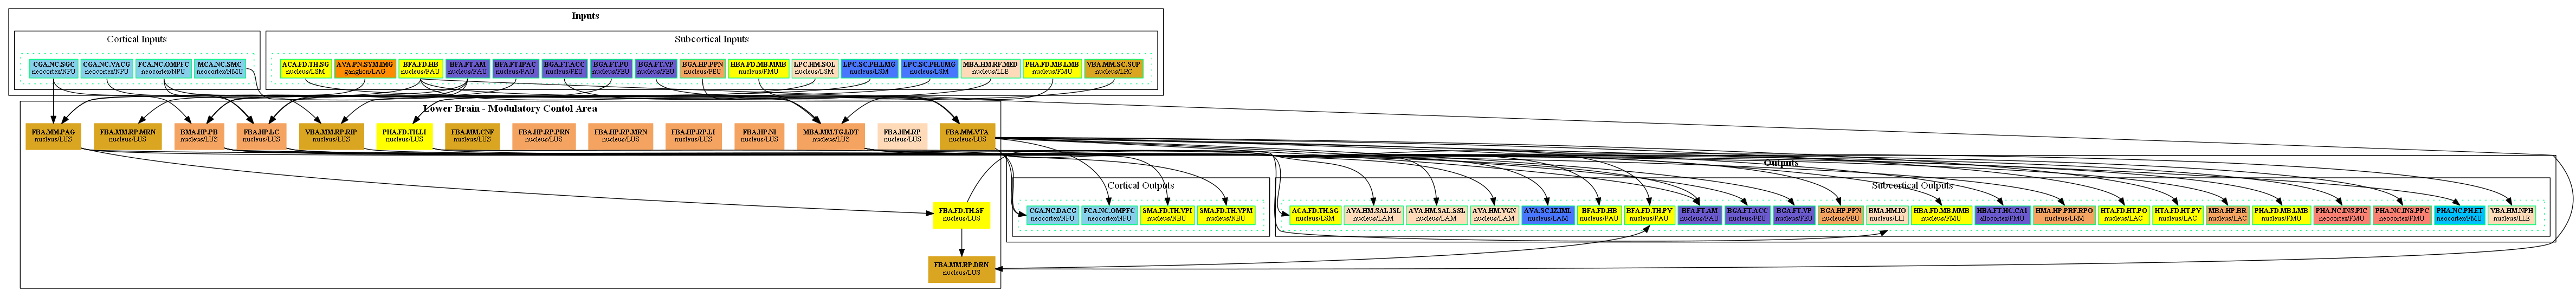 Inputs
Cortical Inputs
Subcortical Inputs
CGA.NC.SGC
neocortex/NPU
CGA.NC.VACG
neocortex/NPU
FCA.NC.OMPFC
neocortex/NPU
MCA.NC.SMC
neocortex/NMU
ACA.FD.TH.SG
nucleus/LSM
AVA.PN.SYM.IMG
ganglion/LAG
BFA.FD.HB
nucleus/FAU
BFA.FT.AM
nucleus/FAU
BFA.FT.IPAC
nucleus/FAU
BGA.FT.ACC
nucleus/FEU
BGA.FT.PU
nucleus/FEU
BGA.FT.VP
nucleus/FEU
BGA.HP.PPN
nucleus/FEU
HBA.FD.MB.MMB
nucleus/FMU
LPC.HM.SOL
nucleus/LSM
LPC.SC.PH.LMG
nucleus/LSM
LPC.SC.PH.UMG
nucleus/LSM
MBA.HM.RF.MED
nucleus/LLE
PHA.FD.MB.LMB
nucleus/FMU
VBA.MM.SC.SUP
nucleus/LRC
Lower Brain - Modulatory Contol Area
FBA.MM.PAG
nucleus/LUS
FBA.MM.RP.MRN
nucleus/LUS
BMA.HP.PB
nucleus/LUS
FBA.HP.LC
nucleus/LUS
VBA.MM.RP.RIP
nucleus/LUS
PHA.FD.TH.LI
nucleus/LUS
FBA.MM.CNF
nucleus/LUS
FBA.HP.RP.PRN
nucleus/LUS
FBA.HP.RP.MRN
nucleus/LUS
FBA.HP.RP.LI
nucleus/LUS
FBA.HP.NI
nucleus/LUS
MBA.MM.TG.LDT
nucleus/LUS
FBA.HM.RP
nucleus/LUS
FBA.MM.VTA
nucleus/LUS
Outputs
Cortical Outputs
Subcortical Outputs
FBA.FD.TH.SF
nucleus/LUS
CGA.NC.DACG
neocortex/NPU
FCA.NC.OMPFC
neocortex/NPU
SMA.FD.TH.VPI
nucleus/NBU
SMA.FD.TH.VPM
nucleus/NBU
ACA.FD.TH.SG
nucleus/LSM
AVA.HM.SAL.ISL
nucleus/LAM
AVA.HM.SAL.SSL
nucleus/LAM
AVA.HM.VGN
nucleus/LAM
AVA.SC.IZ.IML
nucleus/LAM
BFA.FD.HB
nucleus/FAU
BFA.FD.TH.PV
nucleus/FAU
BFA.FT.AM
nucleus/FAU
BGA.FT.ACC
nucleus/FEU
BGA.FT.VP
nucleus/FEU
BGA.HP.PPN
nucleus/FEU
BMA.HM.IO
nucleus/LLI
HBA.FD.MB.MMB
nucleus/FMU
HBA.FT.HC.CA1
allocortex/FMU
HMA.HP.PRF.RPO
nucleus/LRM
HTA.FD.HT.PO
nucleus/LAC
HTA.FD.HT.PV
nucleus/LAC
MBA.HP.BR
nucleus/LAC
PHA.FD.MB.LMB
nucleus/FMU
PHA.NC.INS.PIC
neocortex/FMU
PHA.NC.INS.PPC
neocortex/FMU
PHA.NC.PH.ET
neocortex/FMU
VBA.HM.NPH
nucleus/LLE
FBA.MM.RP.DRN
nucleus/LUS